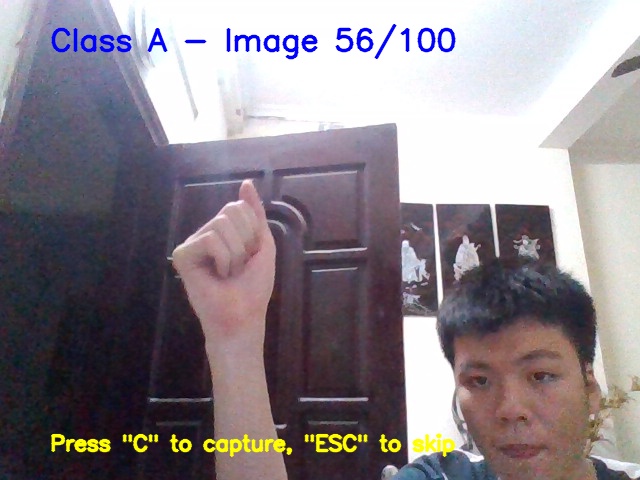 Class A - Image 56/100
Press "C" to capture, "ESC" to skip